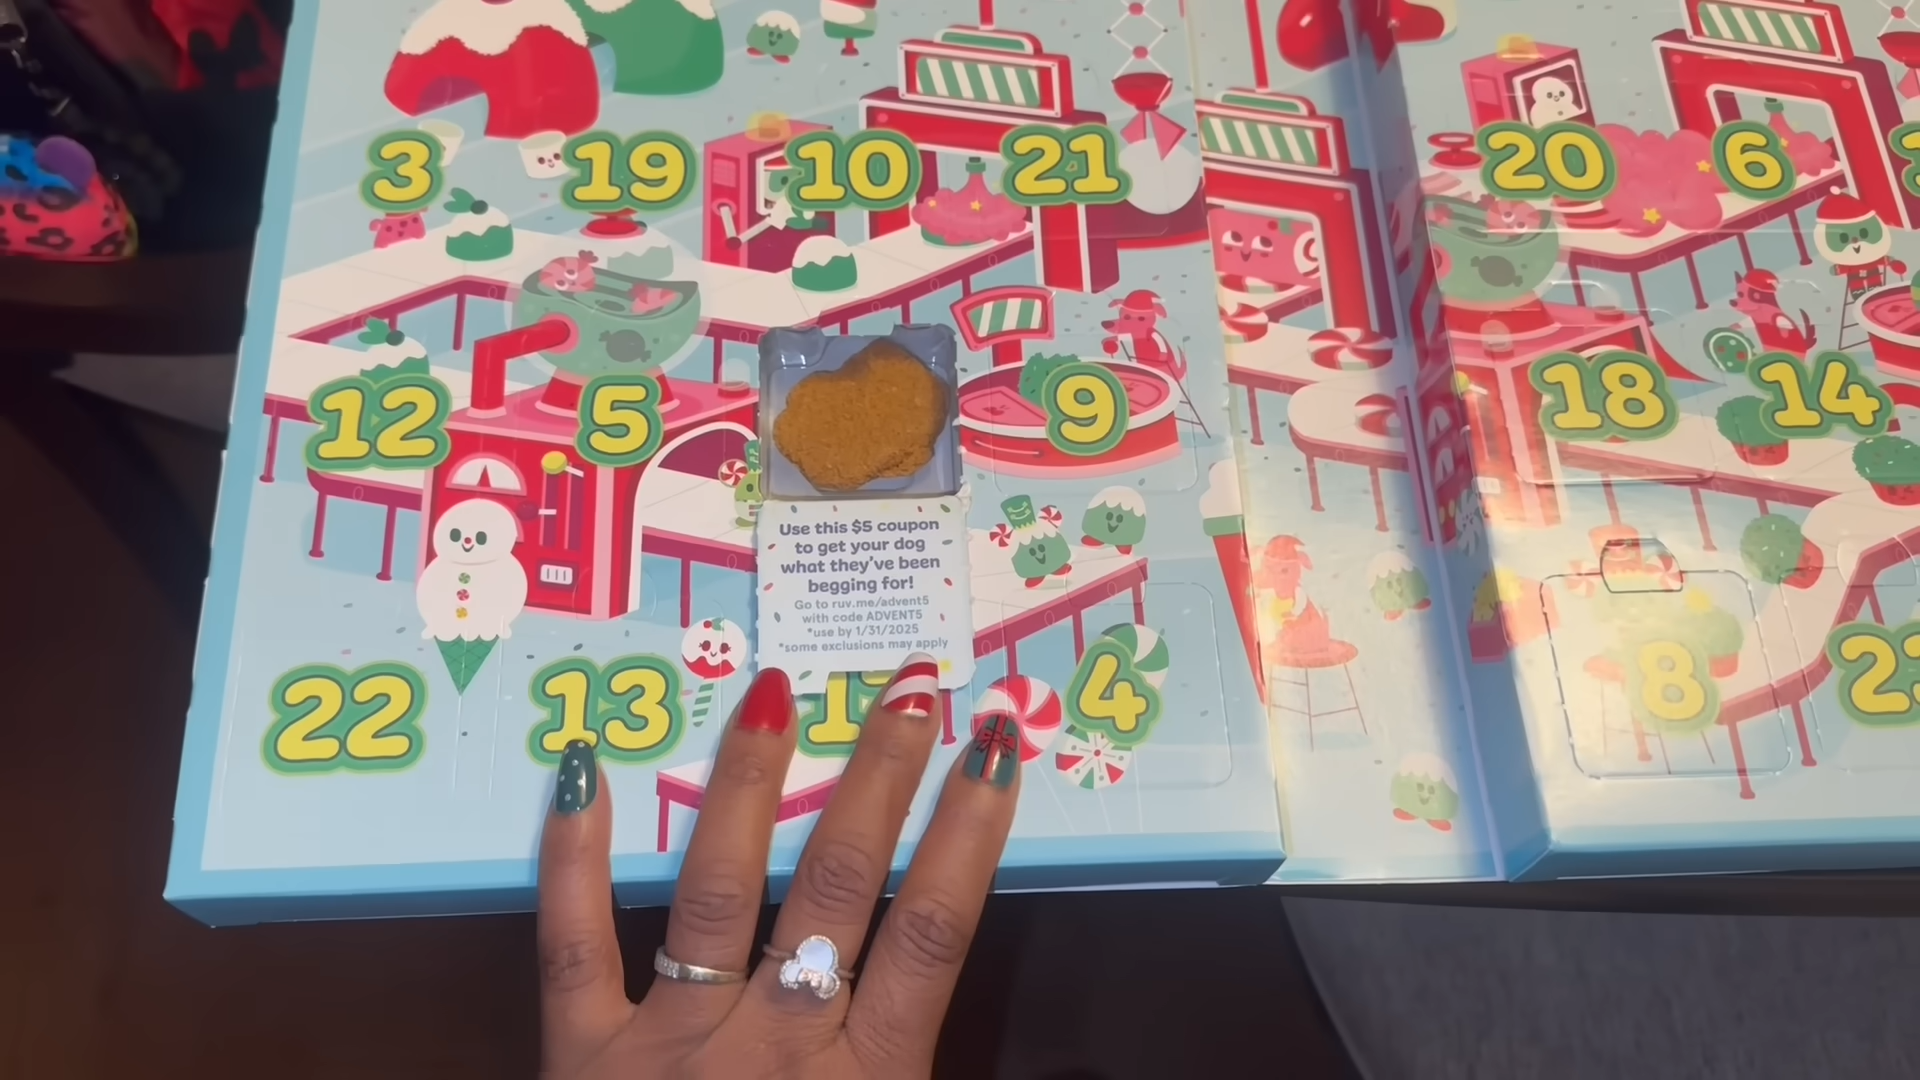 3 19 10 21 20 6
12 5 9 18 14
Use this $5 coupon
to get your dog
what they've been
begging for!
Go to ruv.me/advent5
with code ADVENT5
*use by 1/31/2025
*some exclusions may apply
22 13 4 8